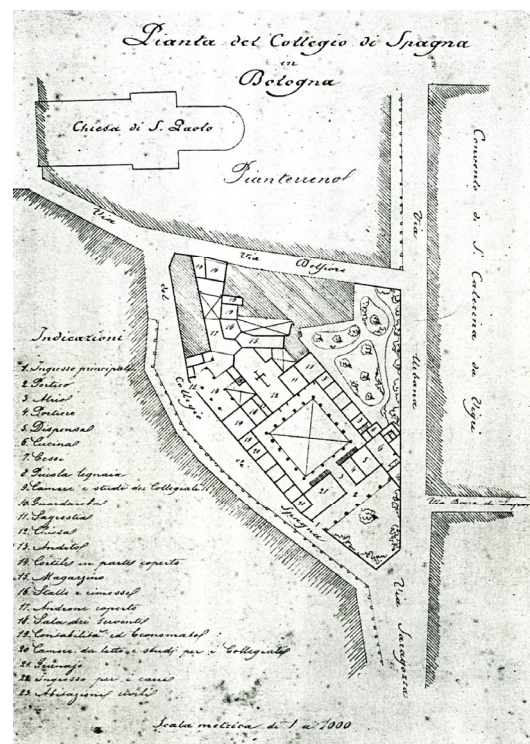 Pianta del Collegio di Spagna
in
Bologna
Chiesa di S. Paolo
Pianterreno
Convento di S. Caterina da Vigri
Via
Via Belfiore
Via
Urbana
del
Collegio
Spagna
Via Saragozza
Indicazioni
1. Ingresso principale
2 Portico
3 Atrio
4 Portiere
5 Dispensa
6 Cucina
7 Cessi
8 Piccola legnaia
9 Camere e studi dei Collegiali
10 Guardaroba
11 Sagrestia
12 Chiesa
13 Andito
14 Cortile in parte coperto
15 Magazzino
16 Stalle e rimesse
17 Androne coperto
18 Sala dei Serventi
19 Contabilità ed Economato
20 Camere da letto e studj per i Collegiali
21 Granajo
22 Ingresso per i carri
23 Abitazioni civili
Scala metrica di 1 a 1000